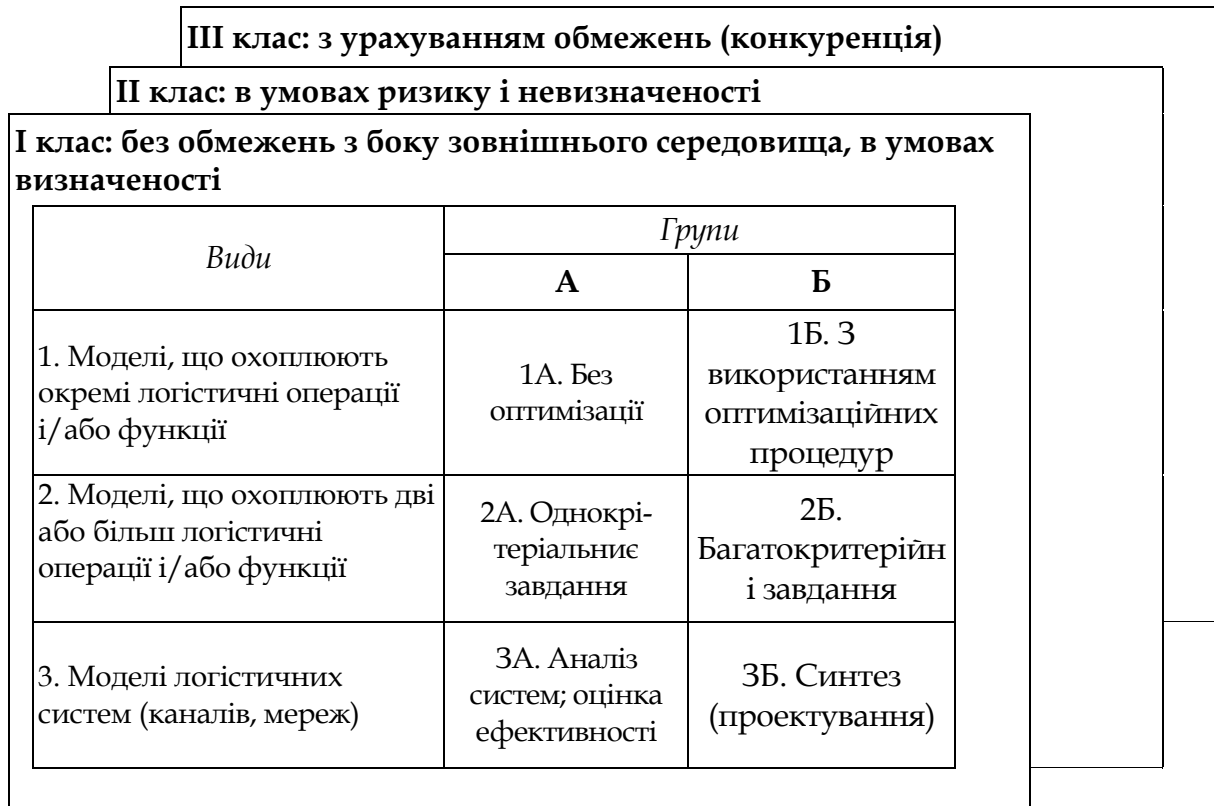 ІІІ клас: з урахуванням обмежень (конкуренція)
ІІ клас: в умовах ризику і невизначеності
І клас: без обмежень з боку зовнішнього середовища, в умовах
визначеності
Види
Групи
А
Б
1. Моделі, що охоплюють
окремі логістичні операції
і/або функції
1А. Без
оптимізації
1Б. З
використанням
оптимізаційних
процедур
2. Моделі, що охоплюють дві
або більш логістичні
операції і/або функції
2А. Однокрі-
теріальниє
завдання
2Б.
Багатокритерійн
і завдання
3. Моделі логістичних
систем (каналів, мереж)
3А. Аналіз
систем; оцінка
ефективності
3Б. Синтез
(проектування)